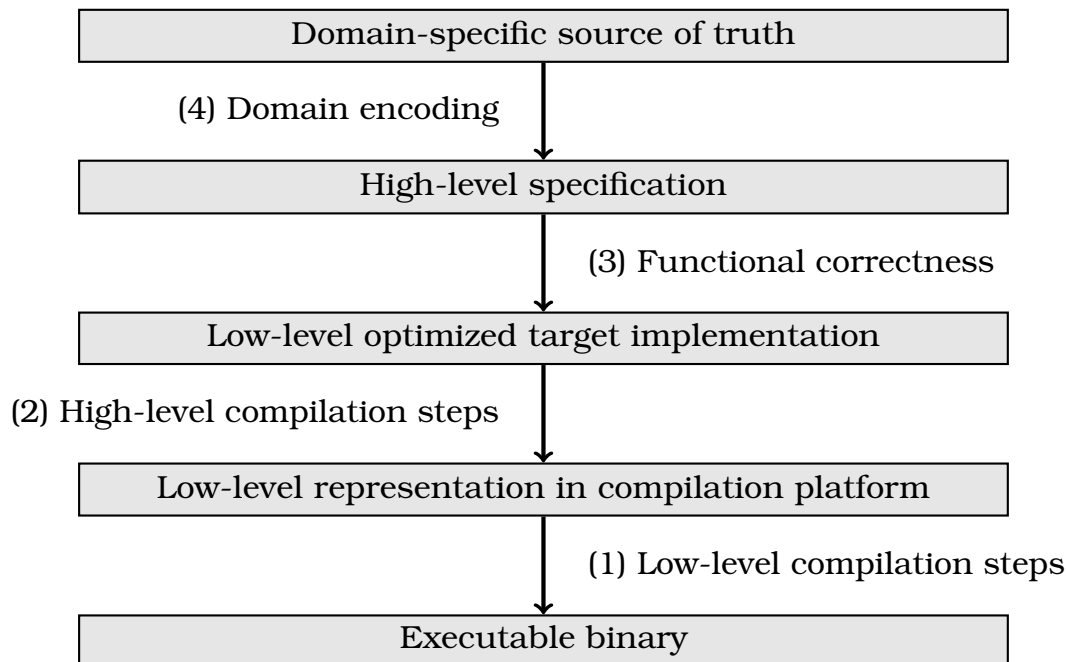 Domain-specific source of truth
(4) Domain encoding
High-level specification
(3) Functional correctness
Low-level optimized target implementation
(2) High-level compilation steps
Low-level representation in compilation platform
(1) Low-level compilation steps
Executable binary